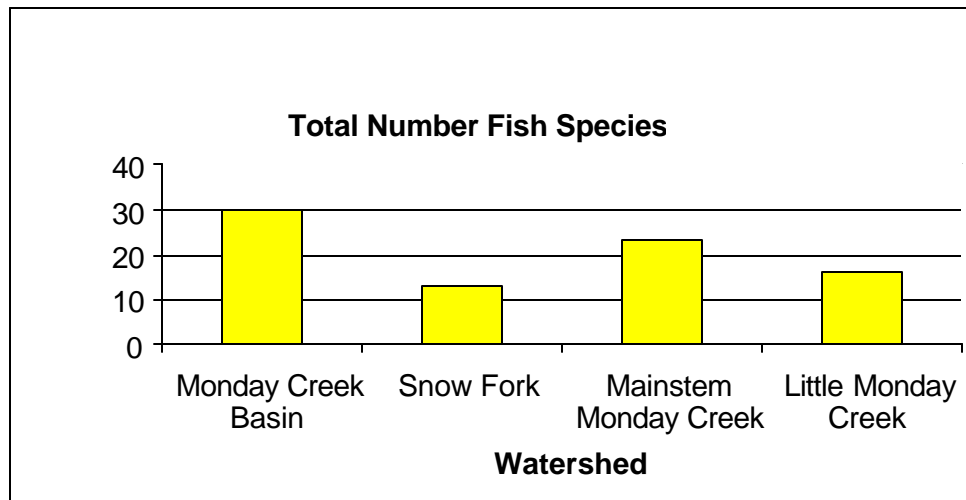 Total Number Fish Species
40
30
20
10
0
Monday Creek
Basin
Snow Fork
Mainstem
Monday Creek
Little Monday
Creek
Watershed